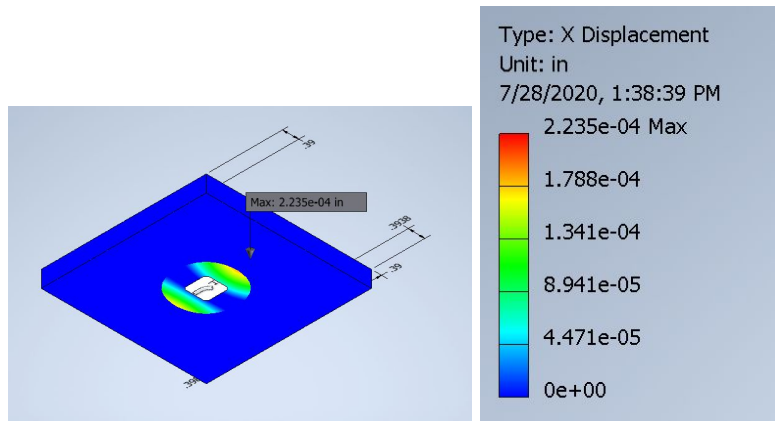 .39
Max: 2.235e-04 in
.3938
.39
Type: X Displacement
Unit: in
7/28/2020, 1:38:39 PM
2.235e-04 Max
1.788e-04
1.341e-04
8.941e-05
4.471e-05
0e+00